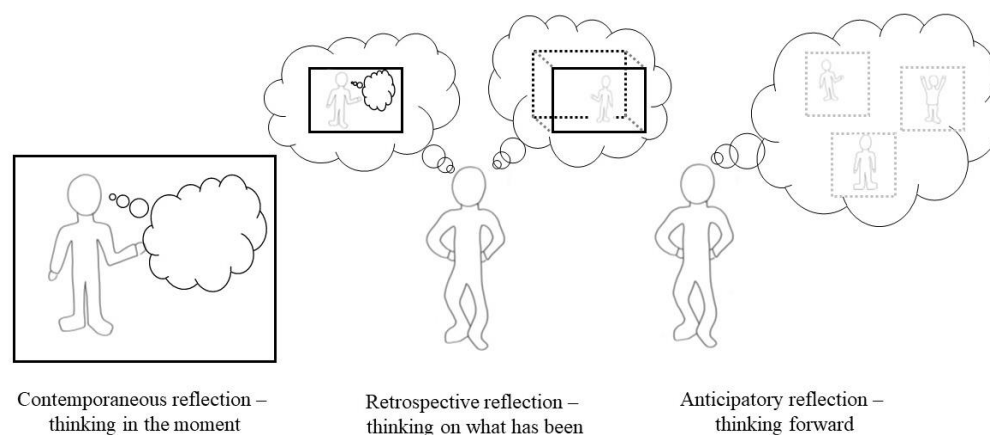 Contemporaneous reflection –
thinking in the moment
Retrospective reflection –
thinking on what has been
Anticipatory reflection –
thinking forward